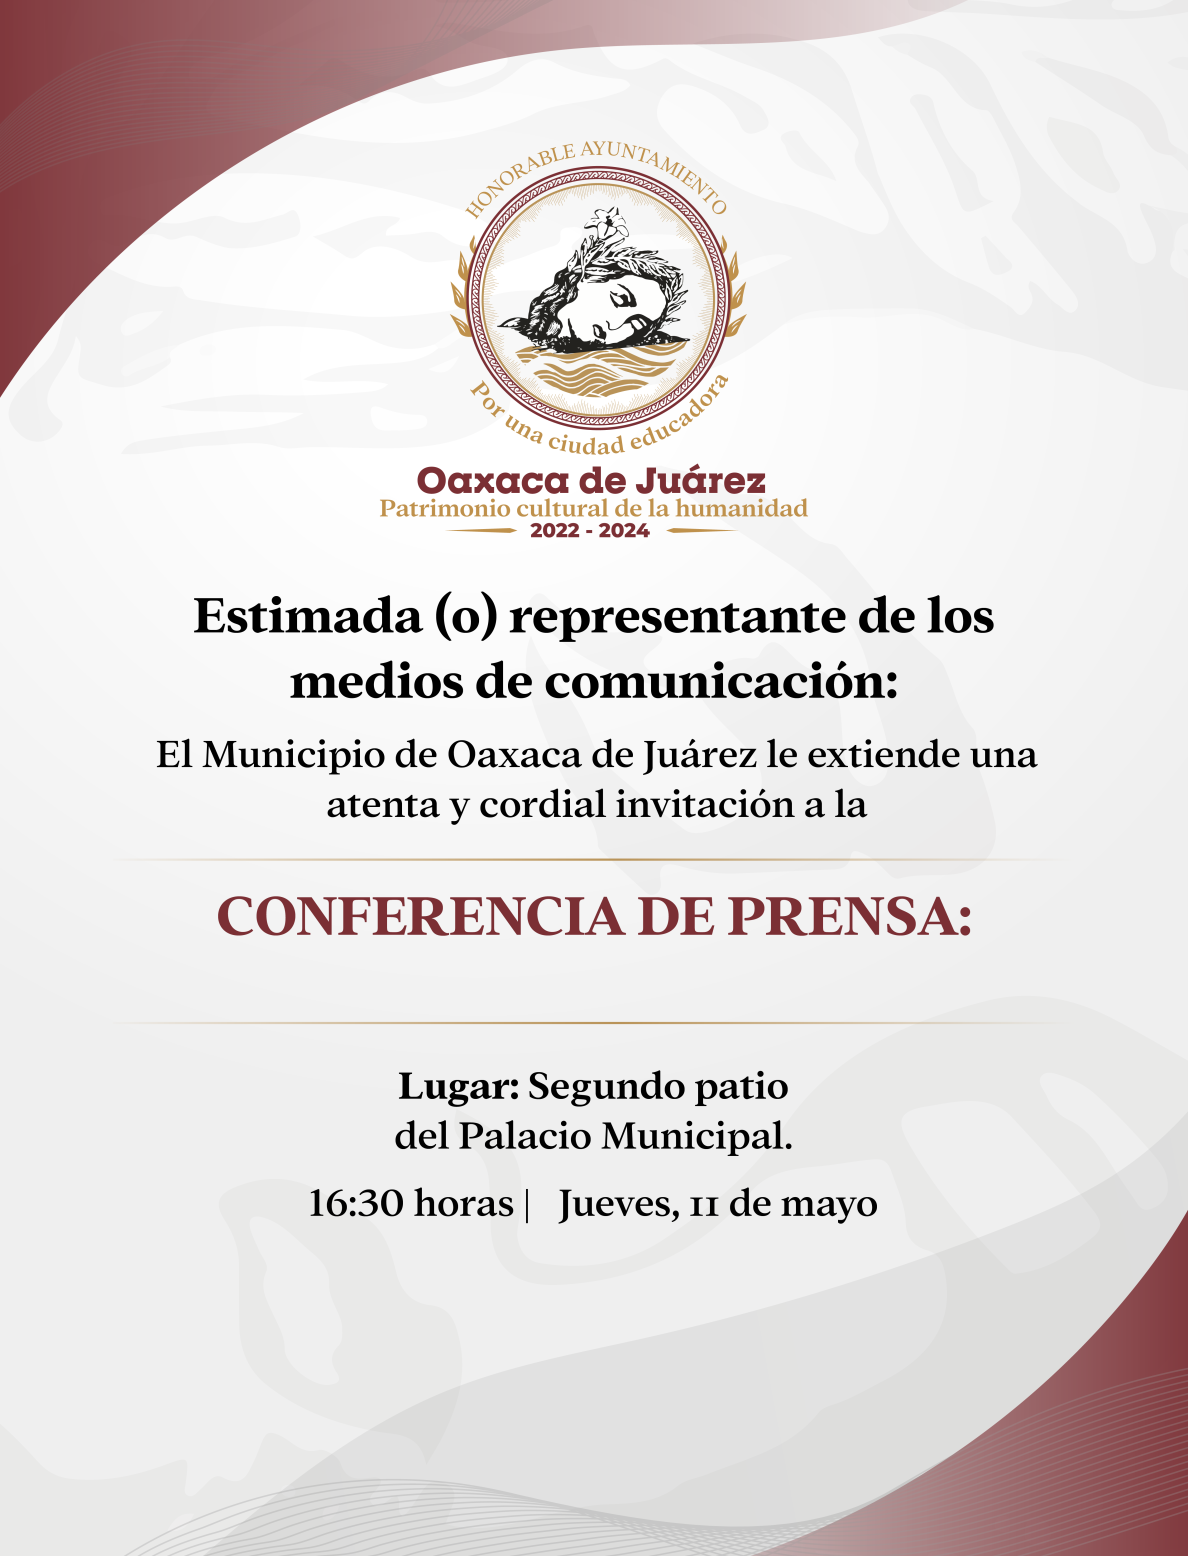 HONORABLE AYUNTAMIENTO
Por una ciudad educadora
Oaxaca de Juárez
Patrimonio cultural de la humanidad
2022 - 2024
Estimada (o) representante de los
medios de comunicación:
El Municipio de Oaxaca de Juárez le extiende una
atenta y cordial invitación a la
CONFERENCIA DE PRENSA:
Lugar: Segundo patio
del Palacio Municipal.
16:30 horas | Jueves, 11 de mayo